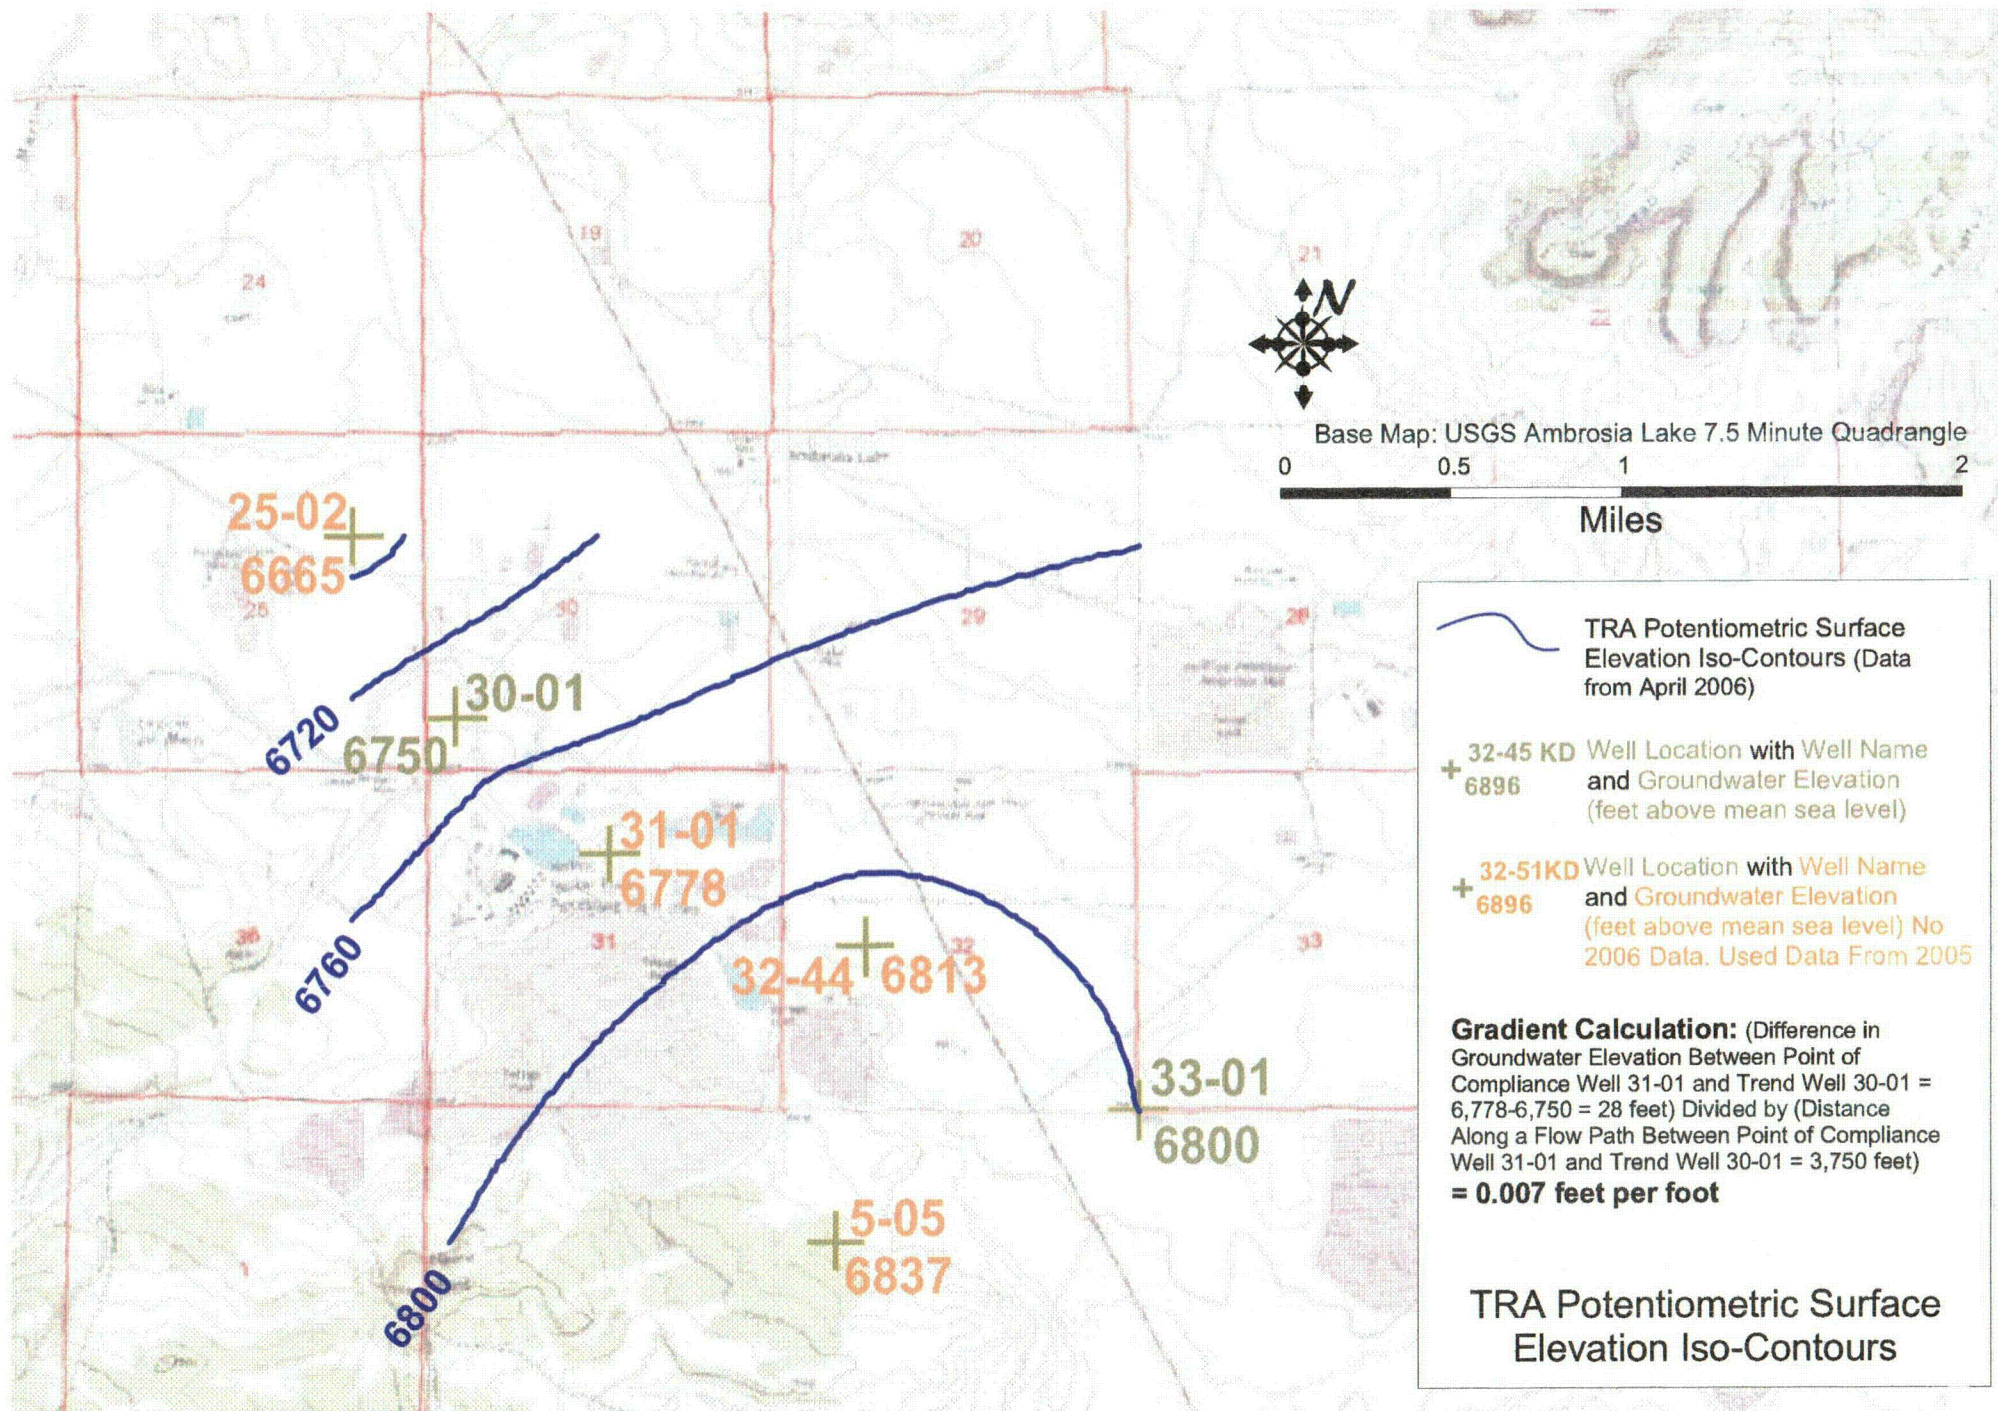 19
20
21
24
22
N
Base Map: USGS Ambrosia Lake 7.5 Minute Quadrangle
0 0.5 1 2
Miles
25-02
6665
25
30
29
28
30-01
6750
6720
31-01
6778
36
31
32
33
32-44 6813
6760
33-01
6800
5-05
6837
1
6800
TRA Potentiometric Surface
Elevation Iso-Contours (Data
from April 2006)
32-45 KD Well Location with Well Name
6896 and Groundwater Elevation
(feet above mean sea level)
32-51KD Well Location with Well Name
6896 and Groundwater Elevation
(feet above mean sea level) No
2006 Data. Used Data From 2005
Gradient Calculation: (Difference in
Groundwater Elevation Between Point of
Compliance Well 31-01 and Trend Well 30-01 =
6,778-6,750 = 28 feet) Divided by (Distance
Along a Flow Path Between Point of Compliance
Well 31-01 and Trend Well 30-01 = 3,750 feet)
= 0.007 feet per foot
TRA Potentiometric Surface
Elevation Iso-Contours